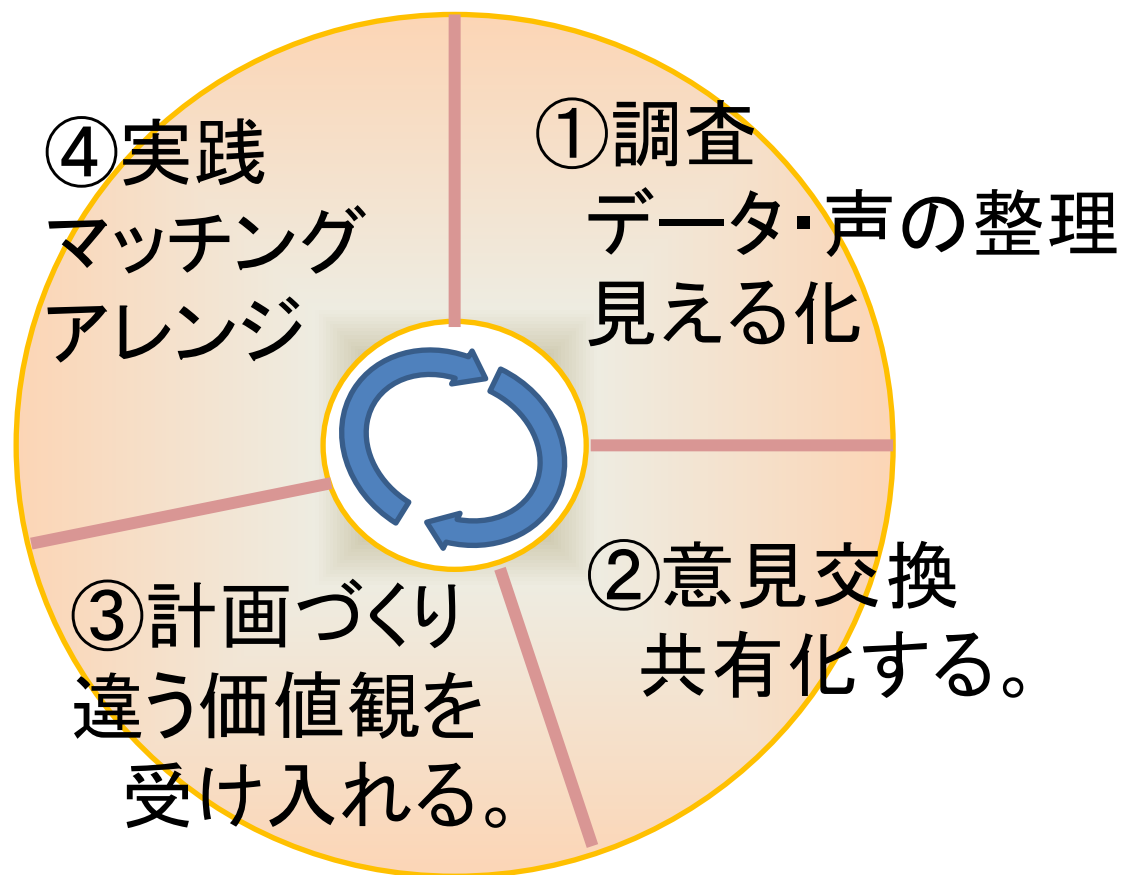 ①調査
データ・声の整理
見える化
②意見交換
共有化する。
③計画づくり
違う価値観を
受け入れる。
④実践
マッチング
アレンジ